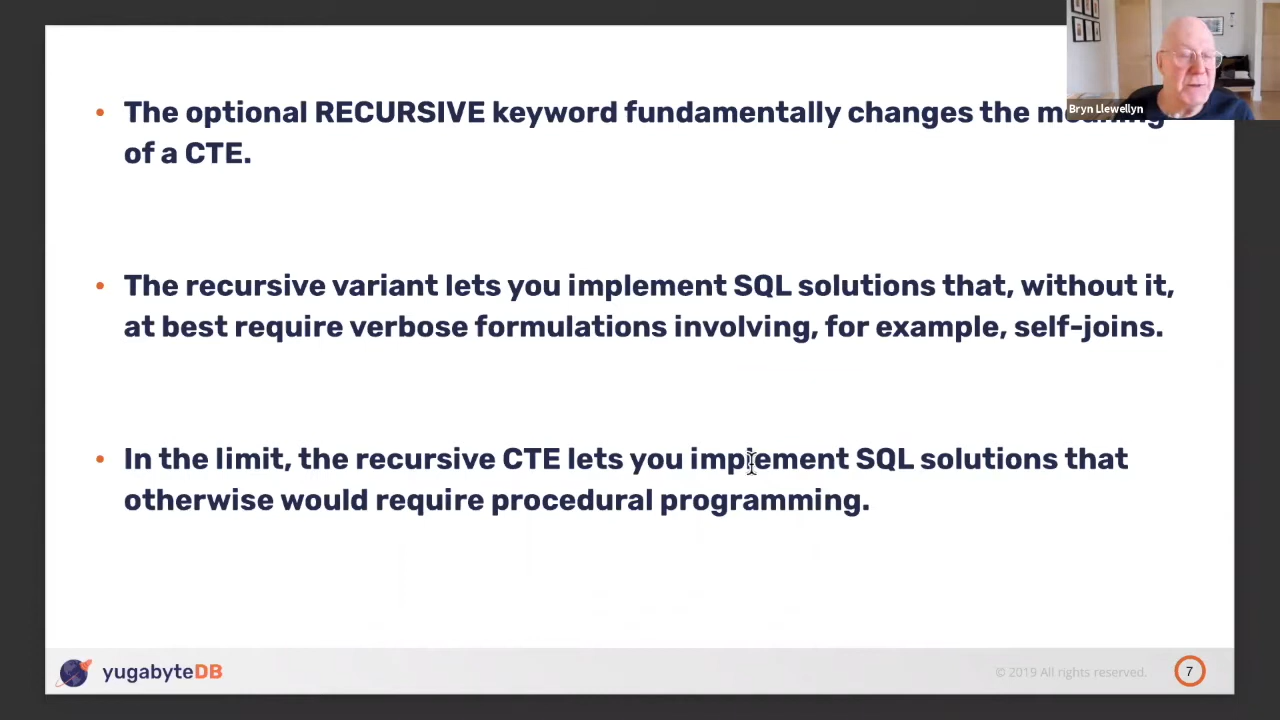 • The optional RECURSIVE keyword fundamentally changes the
of a CTE.
• The recursive variant lets you implement SQL solutions that, without it,
at best require verbose formulations involving, for example, self-joins.
• In the limit, the recursive CTE lets you implement SQL solutions that
otherwise would require procedural programming.
Bryn Llewellyn
yugabyteDB
© 2019 All rights reserved.
7